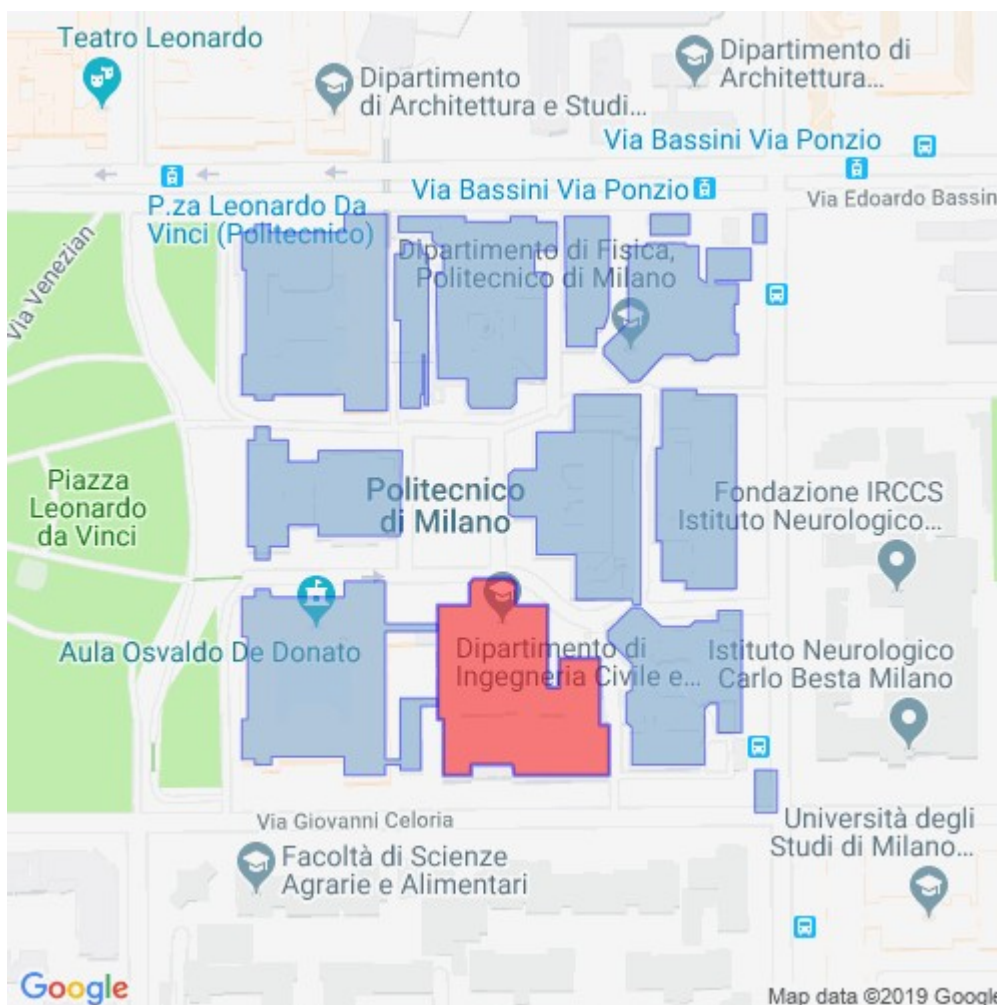 Teatro Leonardo
Dipartimento
di Architettura e Studi...
Dipartimento di
Architettura...
Via Bassini Via Ponzio
Via Bassini Via Ponzio
Via Edoardo Bassin
P.za Leonardo Da
Vinci (Politecnico)
Via Venezian
Dipartimento di Fisica,
Politecnico di Milano
Piazza
Leonardo
da Vinci
Politecnico
di Milano
Fondazione IRCCS
Istituto Neurologico...
Aula Osvaldo De Donato
Dipartimento di
Ingegneria Civile e...
Istituto Neurologico
Carlo Besta Milano
Via Giovanni Celoria
Università degli
Studi di Milano...
Facoltà di Scienze
Agrarie e Alimentari
Google
Map data ©2019 Google